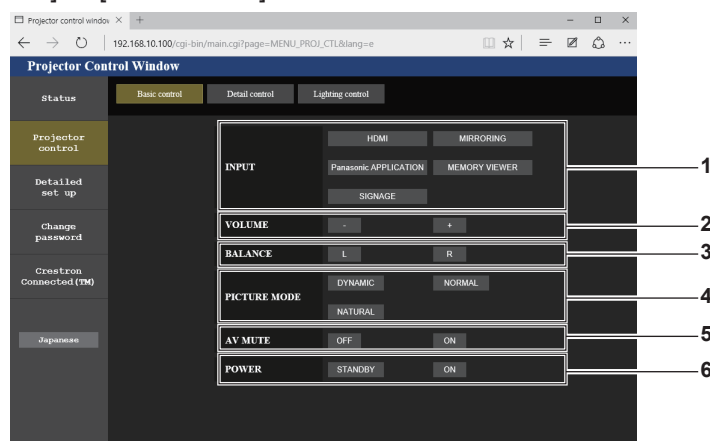 Projector control window
192.168.10.100/cgi-bin/main.cgi?page=MENU_PROJ_CTL&lang=e
Projector Control Window
Status
Basic control
Detail control
Lighting control
Projector
control
Detailed
set up
Change
password
Crestron
Connected(TM)
Japanese
INPUT
HDMI
MIRRORING
Panasonic APPLICATION
MEMORY VIEWER
SIGNAGE
1
VOLUME
-
+
2
BALANCE
L
R
3
PICTURE MODE
DYNAMIC
NORMAL
NATURAL
4
AV MUTE
OFF
ON
5
POWER
STANDBY
ON
6